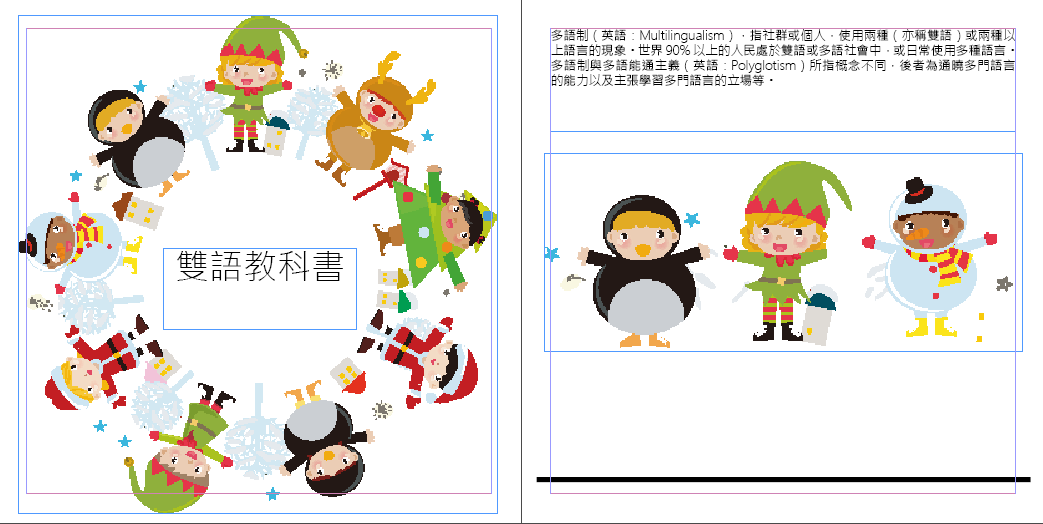 雙語教科書
多語制（英語：Multilingualism），指社群或個人，使用兩種（亦稱雙語）或兩種以
上語言的現象。世界 90% 以上的人民處於雙語或多語社會中，或日常使用多種語言。
多語制與多語能通主義（英語：Polyglotism）所指概念不同，後者為通曉多門語言
的能力以及主張學習多門語言的立場等。